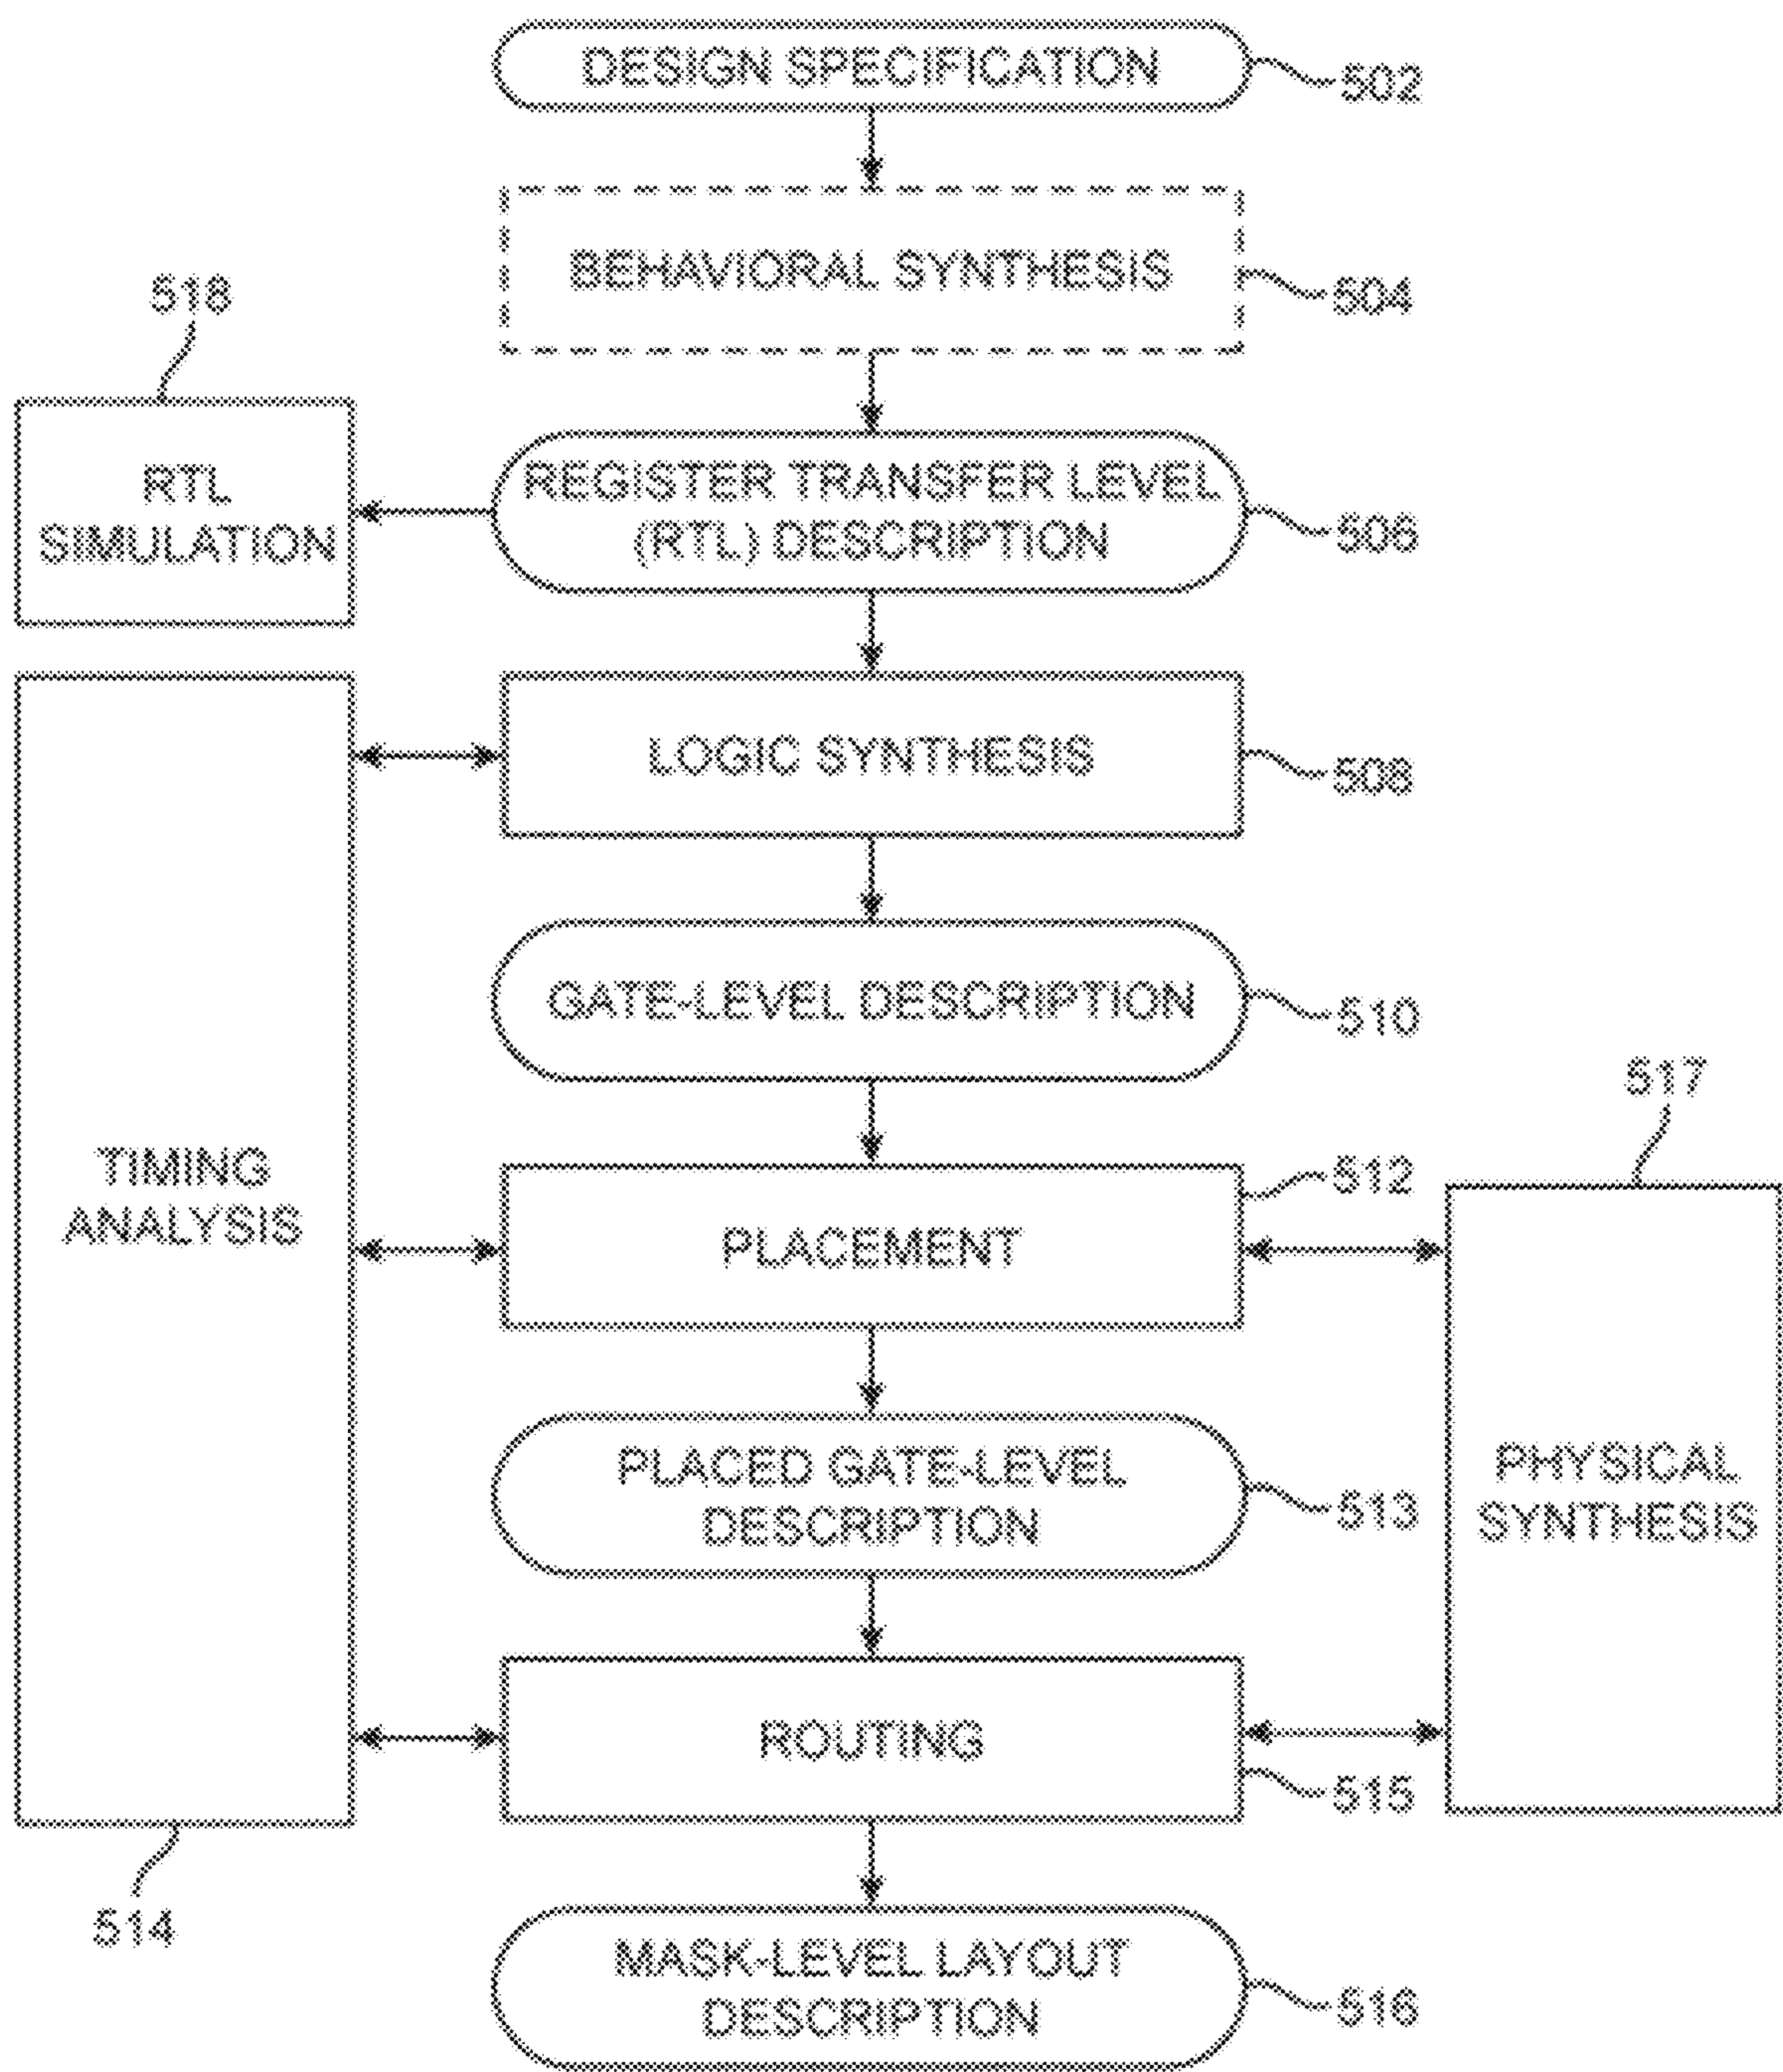 DESIGN SPECIFICATION
502
BEHAVIORAL SYNTHESIS
504
518
RTL
SIMULATION
REGISTER TRANSFER LEVEL
(RTL) DESCRIPTION
506
LOGIC SYNTHESIS
508
GATE-LEVEL DESCRIPTION
510
TIMING
ANALYSIS
514
PLACEMENT
512
517
PHYSICAL
SYNTHESIS
PLACED GATE-LEVEL
DESCRIPTION
513
ROUTING
515
MASK-LEVEL LAYOUT
DESCRIPTION
516